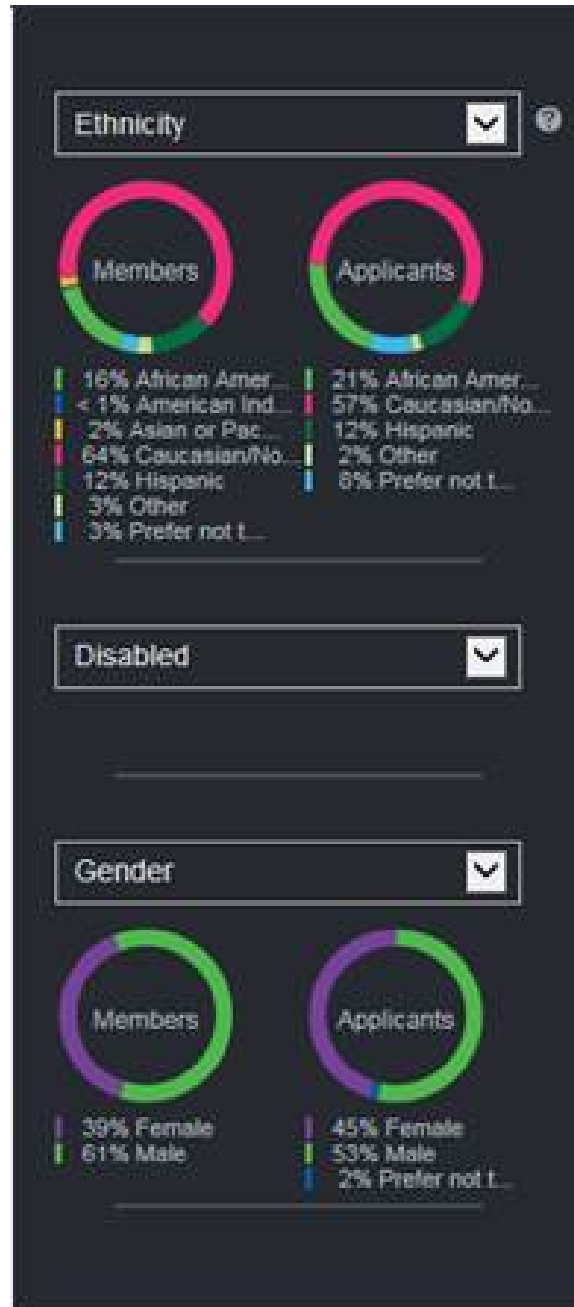 Ethnicity
?
Members
16% African Amer...
< 1% American Ind...
2% Asian or Pac...
64% Caucasian/No...
12% Hispanic
3% Other
3% Prefer not t...
Applicants
21% African Amer...
57% Caucasian/No...
12% Hispanic
2% Other
8% Prefer not t...
Disabled
Gender
Members
39% Female
61% Male
Applicants
45% Female
53% Male
2% Prefer not t...